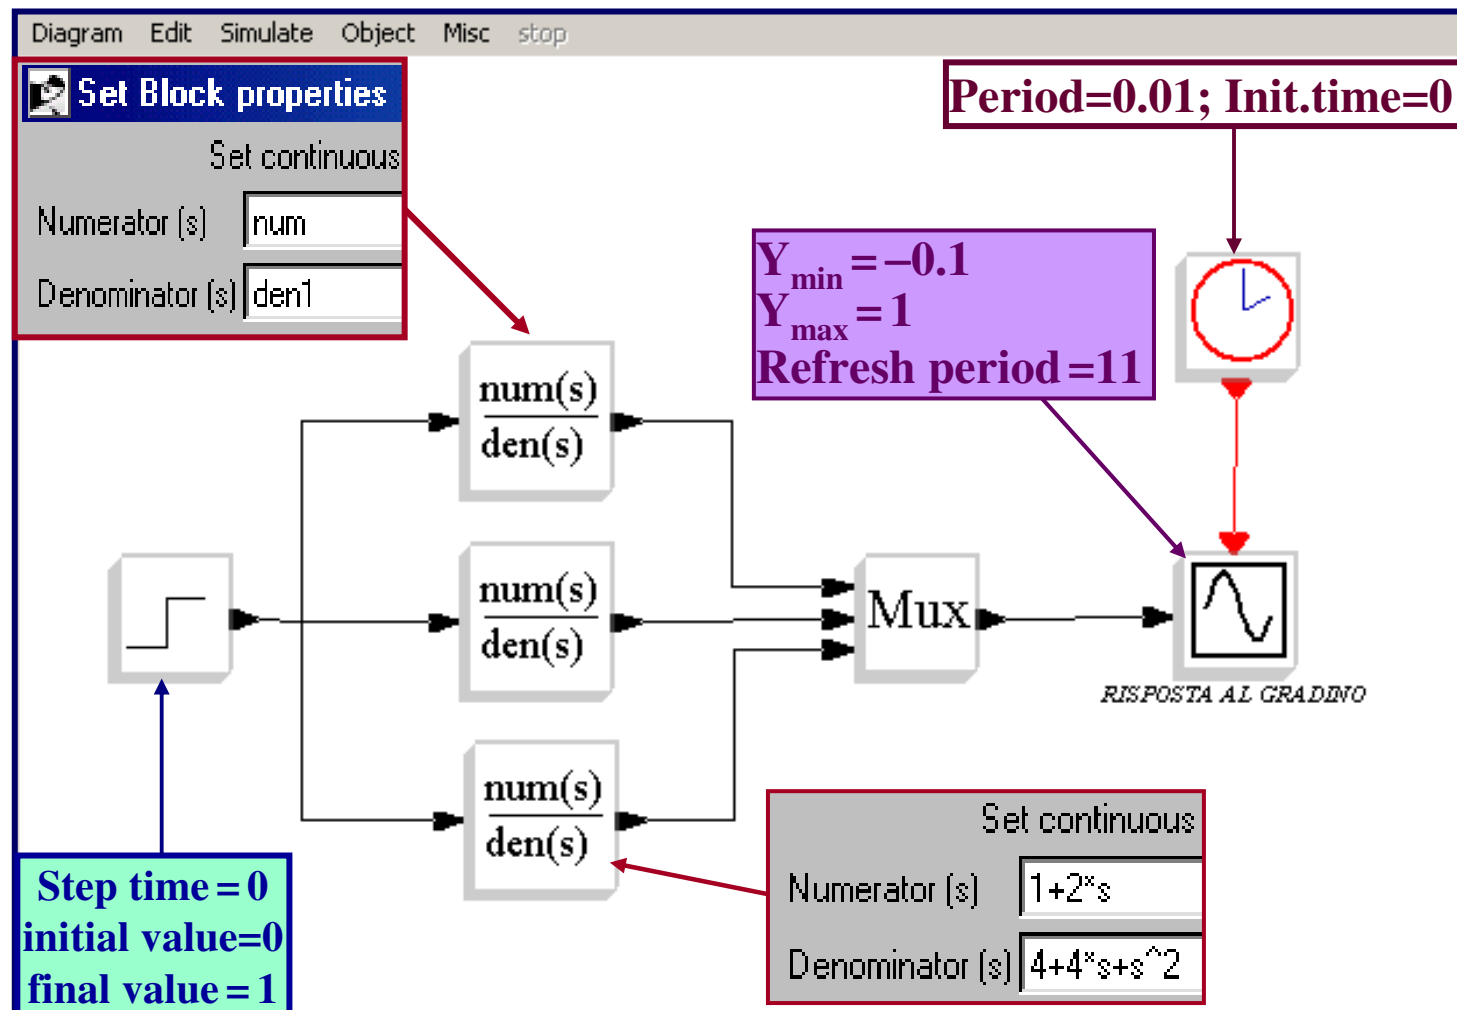 Diagram Edit Simulate Object Misc stop
Set Block properties
Set continuous
Numerator (s) num
Denominator (s) den1
Period=0.01; Init.time=0
Ymin = −0.1
Ymax = 1
Refresh period =11
num(s)
den(s)
num(s)
den(s)
Mux
RISPOSTA AL GRADINO
num(s)
den(s)
Set continuous
Numerator (s) 1+2*s
Denominator (s) 4+4*s+s^2
Step time = 0
initial value=0
final value = 1